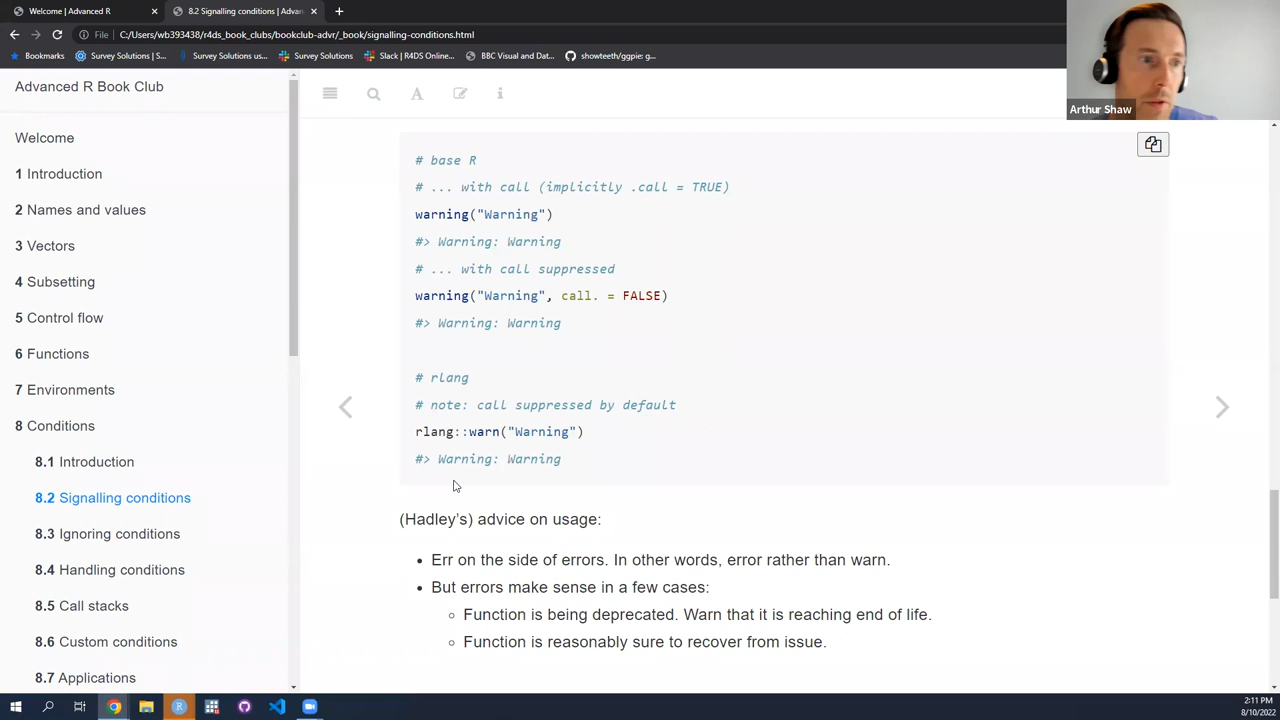 Welcome | Advanced R
8.2 Signalling conditions | Advan
File
C:/Users/wb393438/r4ds_book_clubs/bookclub-advr/_book/signalling-conditions.html
Bookmarks
Survey Solutions | S...
Survey Solutions us...
Survey Solutions
Slack | R4DS Online...
BBC Visual and Dat...
showteeth/ggpie: g...
Arthur Shaw
Advanced R Book Club
Welcome
1 Introduction
2 Names and values
3 Vectors
4 Subsetting
5 Control flow
6 Functions
7 Environments
8 Conditions
8.1 Introduction
8.2 Signalling conditions
8.3 Ignoring conditions
8.4 Handling conditions
8.5 Call stacks
8.6 Custom conditions
8.7 Applications
# base R
# ... with call (implicitly .call = TRUE)
warning("Warning")
#> Warning: Warning
# ... with call suppressed
warning("Warning", call. = FALSE)
#> Warning: Warning
# rlang
# note: call suppressed by default
rlang::warn("Warning")
#> Warning: Warning
(Hadley's) advice on usage:
Err on the side of errors. In other words, error rather than warn.
But errors make sense in a few cases:
Function is being deprecated. Warn that it is reaching end of life.
Function is reasonably sure to recover from issue.
2:11 PM
8/10/2022